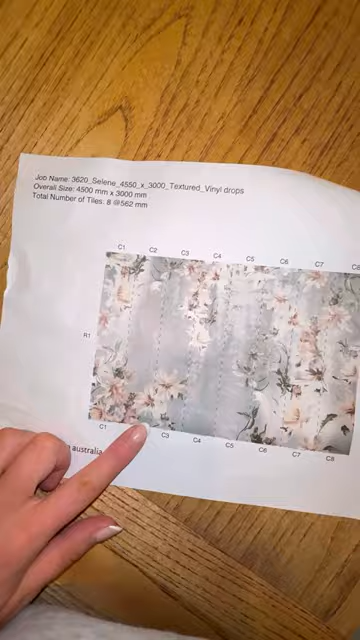 Job Name: 3620_Selene_4550_x_3000_Textured_Vinyl drops
Overall Size: 4500 mm x 3000 mm
Total Number of Tiles: 8 @562 mm
C1 C2 C3 C4 C5 C6 C7 C8
R1
C1 C3 C4 C5 C6 C7 C8
australia